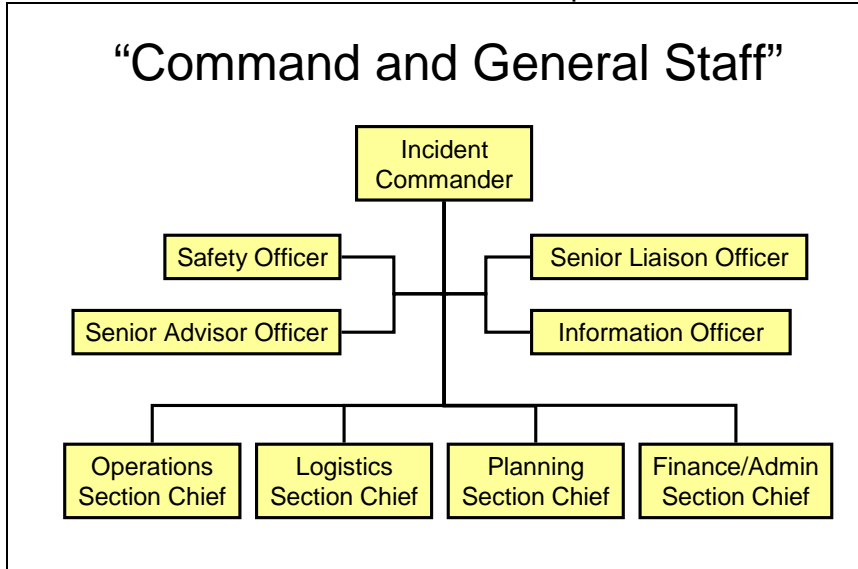 “Command and General Staff”
Incident
Commander
Safety Officer
Senior Liaison Officer
Senior Advisor Officer
Information Officer
Operations
Section Chief
Logistics
Section Chief
Planning
Section Chief
Finance/Admin
Section Chief